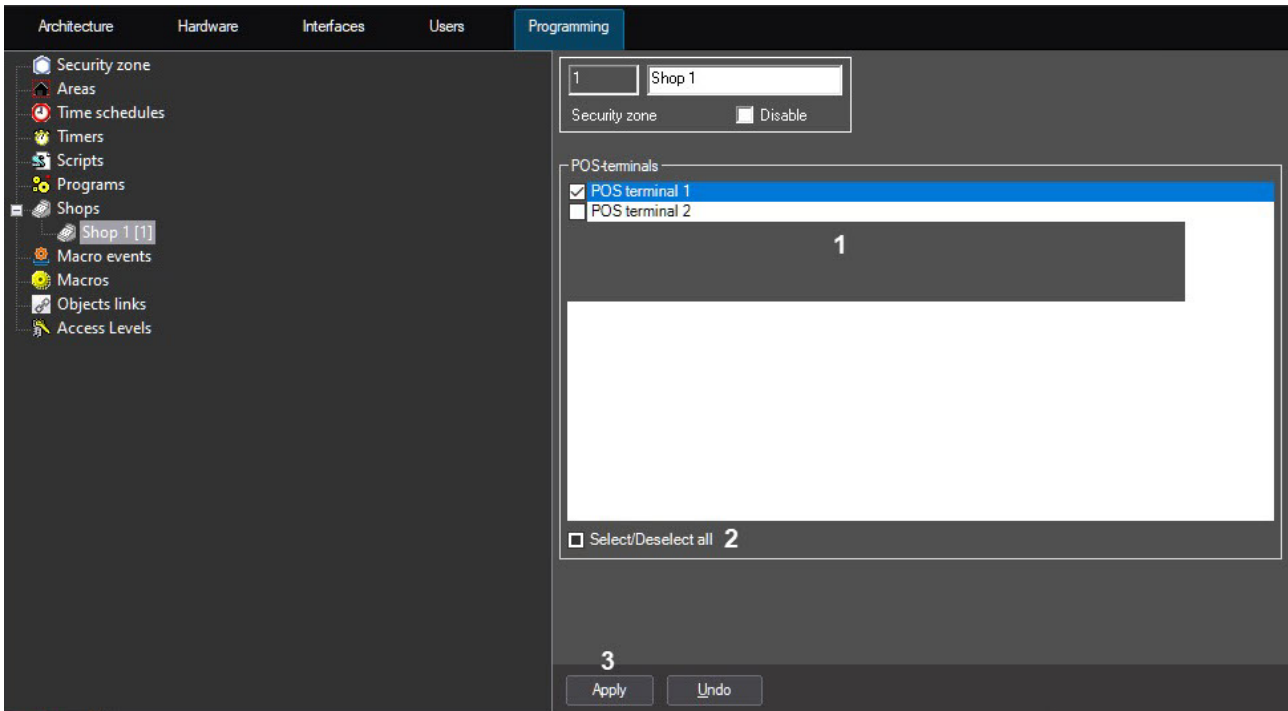 Architecture Hardware Interfaces Users Programming
Security zone
Areas
Time schedules
Timers
Scripts
Programs
Shops
Shop 1 [1]
Macro events
Macros
Objects links
Access Levels
1 Shop 1
Security zone Disable
POS-terminals
POS terminal 1
POS terminal 2
1
Select/Deselect all 2
3
Apply Undo